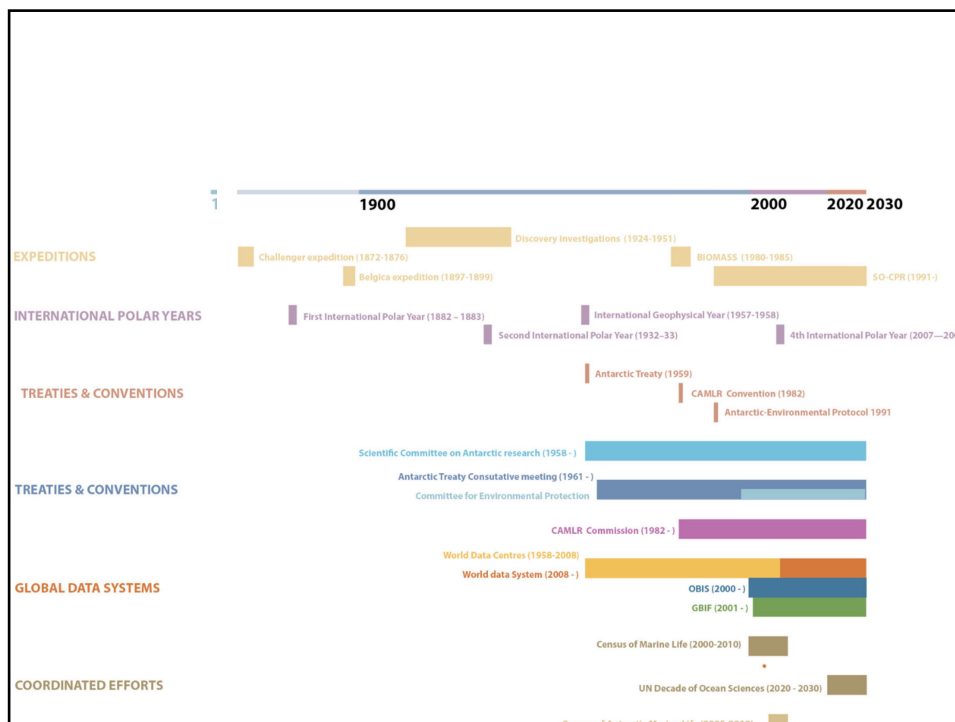 1
1900
2000
2020
2030
Discovery Investigations (1924-1951)
EXPEDITIONS
Challenger expedition (1872-1876)
BIOMASS (1980-1985)
Belgica expedition (1897-1899)
SO-CPR (1991-)
INTERNATIONAL POLAR YEARS
First International Polar Year (1882 – 1883)
International Geophysical Year (1957-1958)
Second International Polar Year (1932–33)
4th International Polar Year (2007—200
Antarctic Treaty (1959)
TREATIES & CONVENTIONS
CAMLR Convention (1982)
Antarctic-Environmental Protocol 1991
Scientific Committee on Antarctic research (1958 - )
Antarctic Treaty Consutative meeting (1961 - )
TREATIES & CONVENTIONS
Committee for Environmental Protection
CAMLR Commission (1982 - )
World Data Centres (1958-2008)
World data System (2008 - )
GLOBAL DATA SYSTEMS
OBIS (2000 - )
GBIF (2001 - )
Census of Marine Life (2000-2010)
COORDINATED EFFORTS
UN Decade of Ocean Sciences (2020 - 2030)